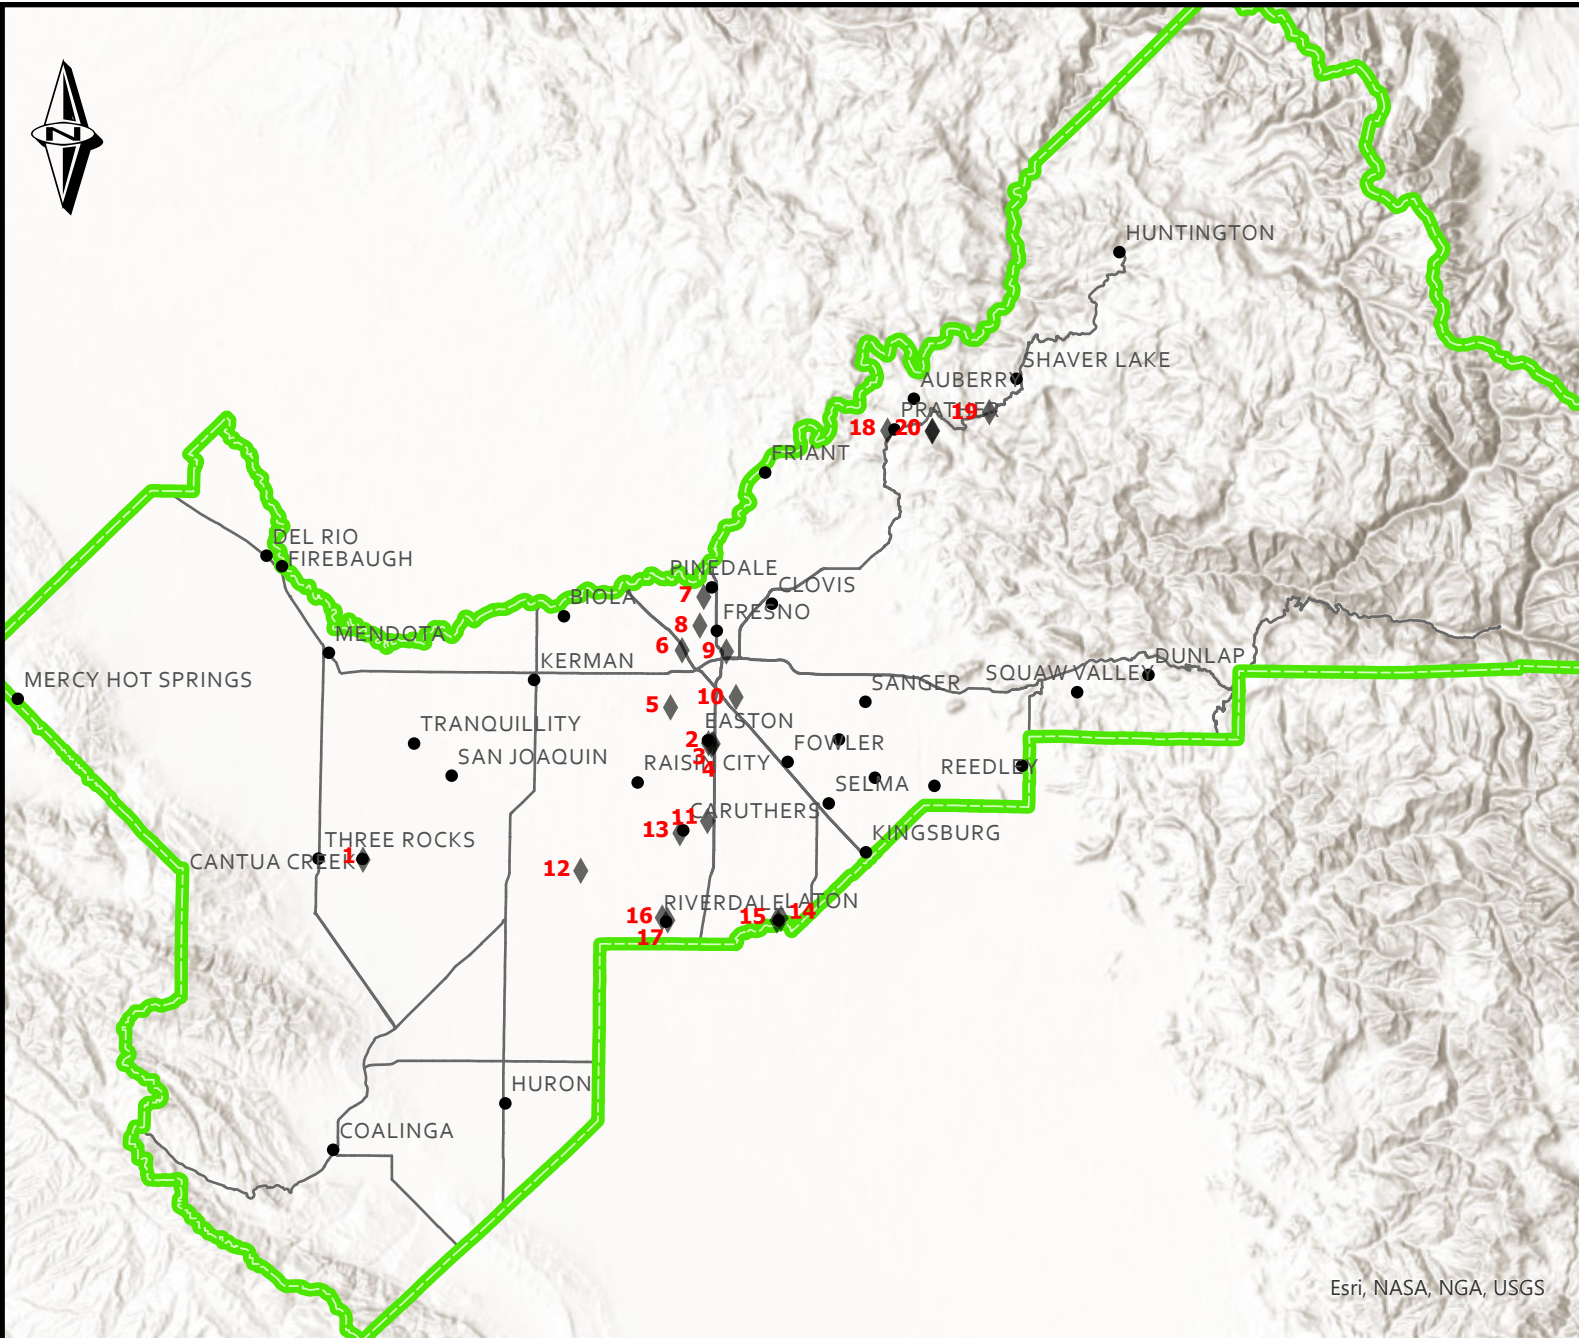 N
HUNTINGTON
SHAVER LAKE
AUBERRY
PRATHER
19
18
20
FRIANT
DEL RIO
FIREBAUGH
PINEDALE
CLOVIS
7
BIOLA
FRESNO
8
MENDOTA
6
9
KERMAN
DUNLAP
SQUAW VALLEY
MERCY HOT SPRINGS
SANGER
10
5
TRANQUILLITY
EASTON
2
FOWLER
SAN JOAQUIN
3
RAISIN CITY
4
REEDLEY
SELMA
CARUTHERS
11
13
KINGSBURG
THREE ROCKS
1
CANTUA CREEK
12
RIVERDALE
LATON
16
15
14
17
HURON
COALINGA
Esri, NASA, NGA, USGS